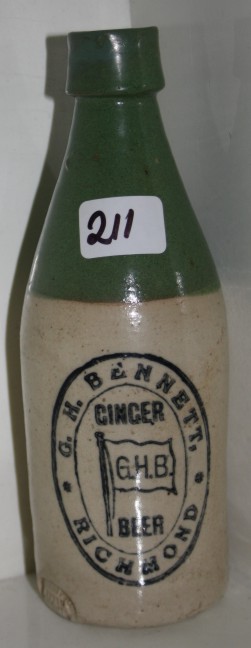 211
G. H. BENNETT,
GINGER
G.H.B.
BEER
RICHMOND